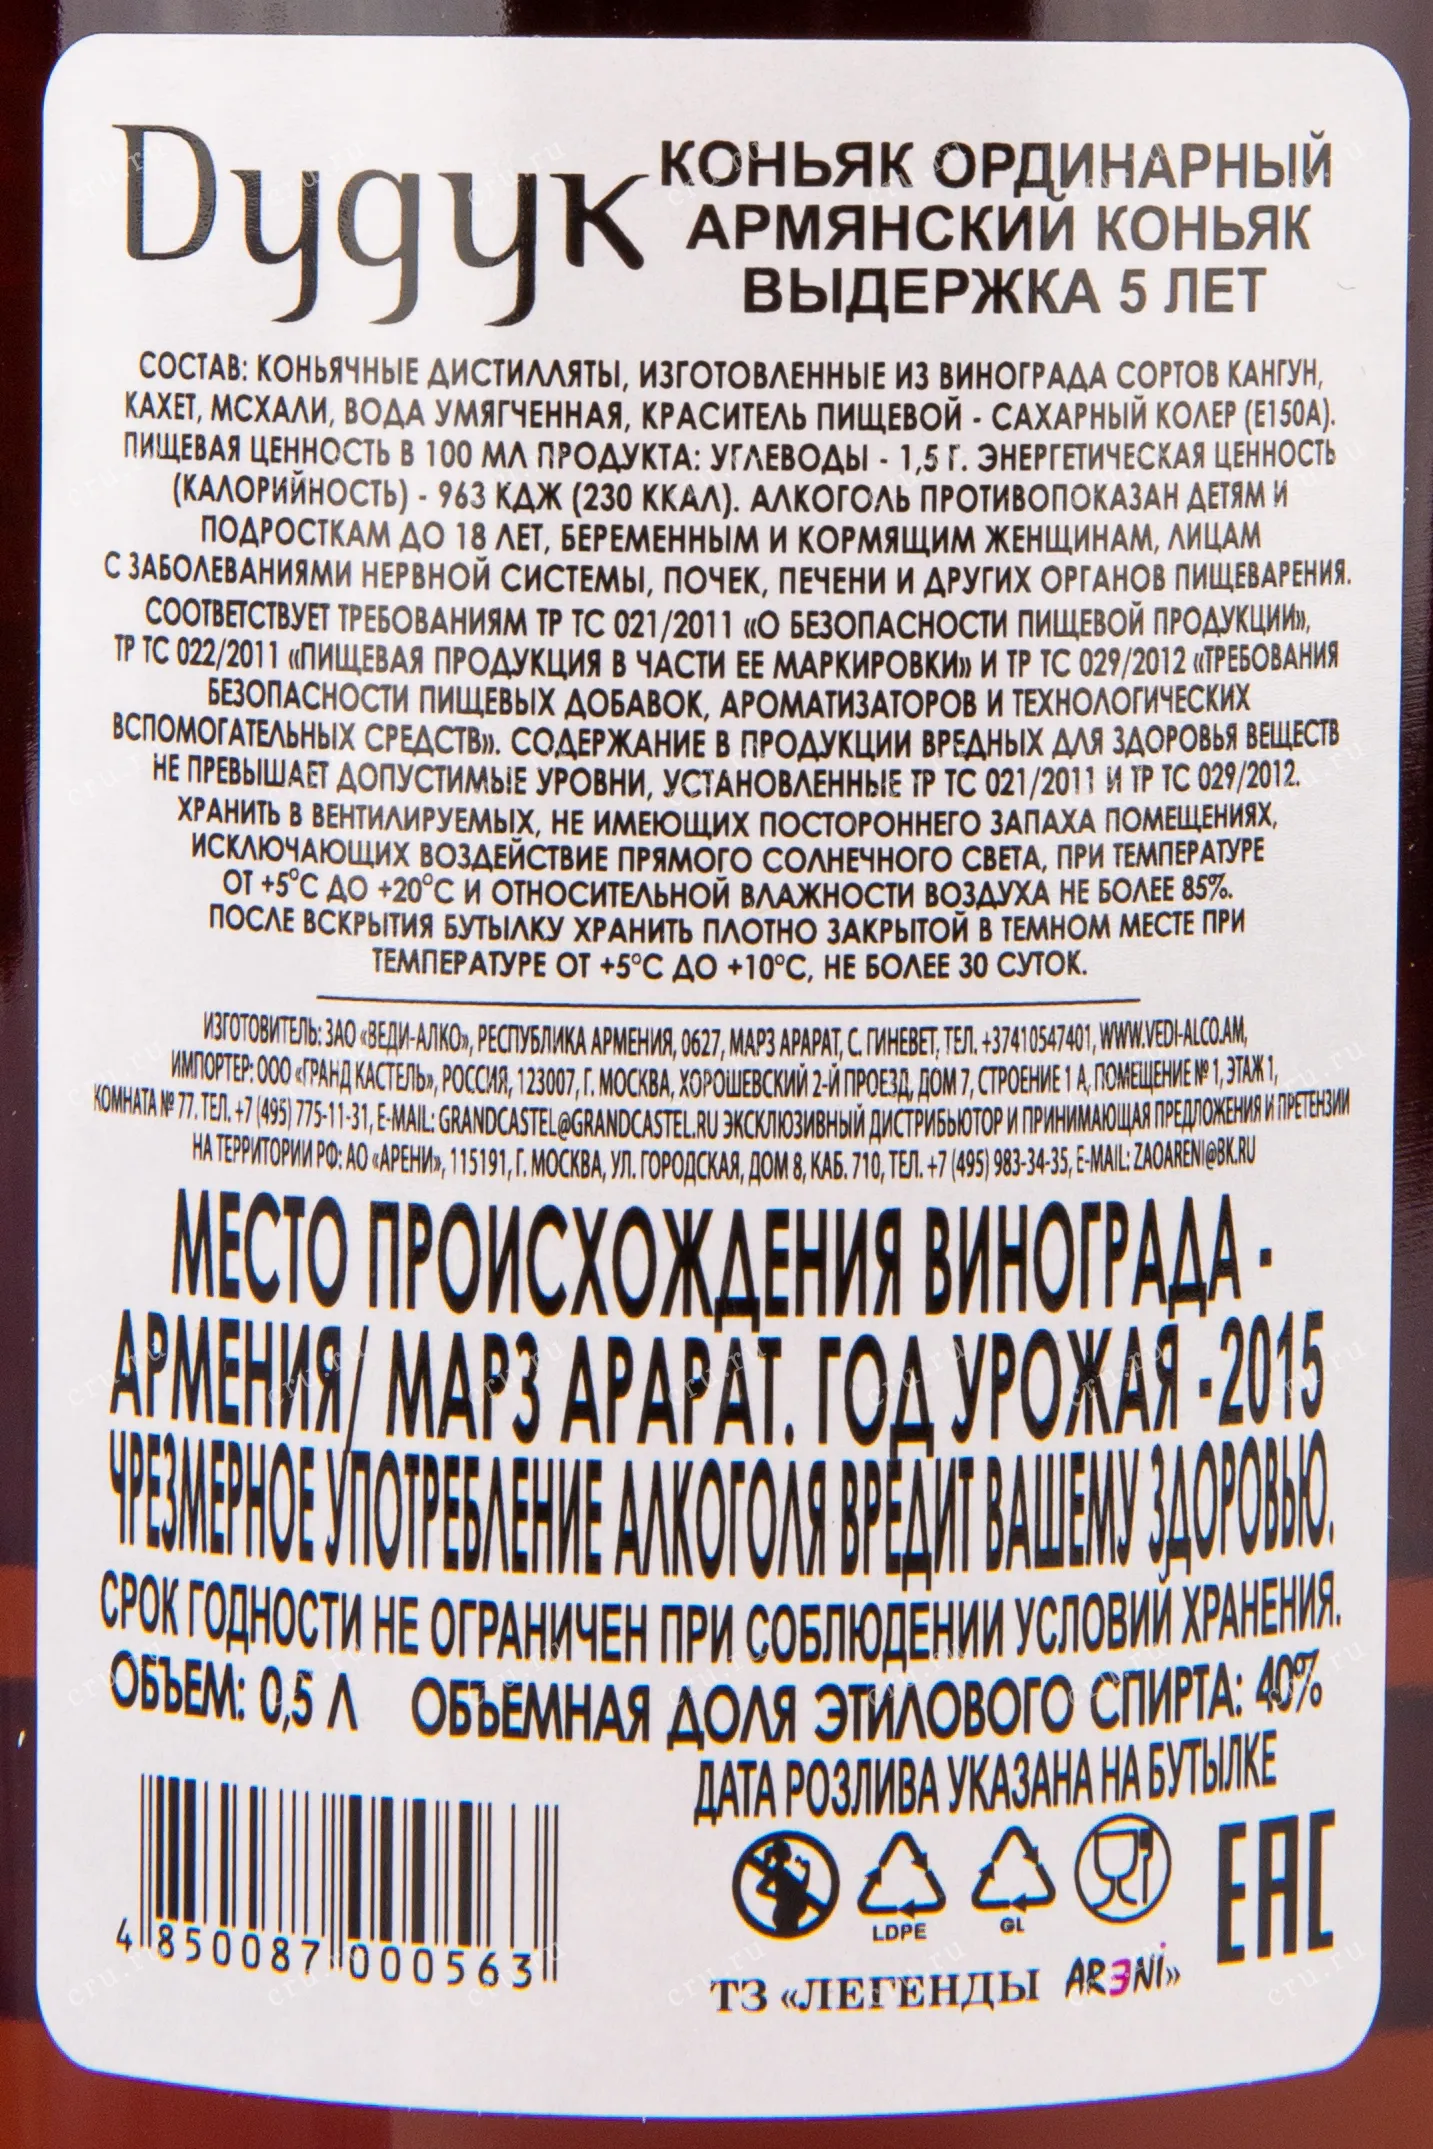 Дудук
КОНЬЯК ОРДИНАРНЫЙ
АРМЯНСКИЙ КОНЬЯК
ВЫДЕРЖКА 5 ЛЕТ
СОСТАВ: КОНЬЯЧНЫЕ ДИСТИЛЛЯТЫ, ИЗГОТОВЛЕННЫЕ ИЗ ВИНОГРАДА СОРТОВ КАНГУН,
КАХЕТ, МСХАЛИ, ВОДА УМЯГЧЕННАЯ, КРАСИТЕЛЬ ПИЩЕВОЙ - САХАРНЫЙ КОЛЕР (Е150А).
ПИЩЕВАЯ ЦЕННОСТЬ В 100 МЛ ПРОДУКТА: УГЛЕВОДЫ - 1,5 Г. ЭНЕРГЕТИЧЕСКАЯ ЦЕННОСТЬ
(КАЛОРИЙНОСТЬ) - 963 КДЖ (230 ККАЛ). АЛКОГОЛЬ ПРОТИВОПОКАЗАН ДЕТЯМ И
ПОДРОСТКАМ ДО 18 ЛЕТ, БЕРЕМЕННЫМ И КОРМЯЩИМ ЖЕНЩИНАМ, ЛИЦАМ
С ЗАБОЛЕВАНИЯМИ НЕРВНОЙ СИСТЕМЫ, ПОЧЕК, ПЕЧЕНИ И ДРУГИХ ОРГАНОВ ПИЩЕВАРЕНИЯ.
СООТВЕТСТВУЕТ ТРЕБОВАНИЯМ ТР ТС 021/2011 «О БЕЗОПАСНОСТИ ПИЩЕВОЙ ПРОДУКЦИИ»,
ТР ТС 022/2011 «ПИЩЕВАЯ ПРОДУКЦИЯ В ЧАСТИ ЕЕ МАРКИРОВКИ» И ТР ТС 029/2012 «ТРЕБОВАНИЯ
БЕЗОПАСНОСТИ ПИЩЕВЫХ ДОБАВОК, АРОМАТИЗАТОРОВ И ТЕХНОЛОГИЧЕСКИХ
ВСПОМОГАТЕЛЬНЫХ СРЕДСТВ». СОДЕРЖАНИЕ В ПРОДУКЦИИ ВРЕДНЫХ ДЛЯ ЗДОРОВЬЯ ВЕЩЕСТВ
НЕ ПРЕВЫШАЕТ ДОПУСТИМЫЕ УРОВНИ, УСТАНОВЛЕННЫЕ ТР ТС 021/2011 И ТР ТС 029/2012.
ХРАНИТЬ В ВЕНТИЛИРУЕМЫХ, НЕ ИМЕЮЩИХ ПОСТОРОННЕГО ЗАПАХА ПОМЕЩЕНИЯХ,
ИСКЛЮЧАЮЩИХ ВОЗДЕЙСТВИЕ ПРЯМОГО СОЛНЕЧНОГО СВЕТА, ПРИ ТЕМПЕРАТУРЕ
ОТ +5°С ДО +20°С И ОТНОСИТЕЛЬНОЙ ВЛАЖНОСТИ ВОЗДУХА НЕ БОЛЕЕ 85%.
ПОСЛЕ ВСКРЫТИЯ БУТЫЛКУ ХРАНИТЬ ПЛОТНО ЗАКРЫТОЙ В ТЕМНОМ МЕСТЕ ПРИ
ТЕМПЕРАТУРЕ ОТ +5°С ДО +10°С, НЕ БОЛЕЕ 30 СУТОК.
ИЗГОТОВИТЕЛЬ: ЗАО «ВЕДИ-АЛКО», РЕСПУБЛИКА АРМЕНИЯ, 0627, МАРЗ АРАРАТ, С. ГИНЕВЕТ, ТЕЛ. +37410547401, WWW.VEDI-ALCO.AM,
ИМПОРТЕР: ООО «ГРАНД КАСТЕЛЬ», РОССИЯ, 123007, Г. МОСКВА, ХОРОШЕВСКИЙ 2-Й ПРОЕЗД, ДОМ 7, СТРОЕНИЕ 1 А, ПОМЕЩЕНИЕ № 1, ЭТАЖ 1,
КОМНАТА № 77. ТЕЛ. +7 (495) 775-11-31, E-MAIL: GRANDCASTEL@GRANDCASTEL.RU ЭКСКЛЮЗИВНЫЙ ДИСТРИБЬЮТОР И ПРИНИМАЮЩАЯ ПРЕДЛОЖЕНИЯ И ПРЕТЕНЗИИ
НА ТЕРРИТОРИИ РФ: АО «АРЕНИ», 115191, Г. МОСКВА, УЛ. ГОРОДСКАЯ, ДОМ 8, КАБ. 710, ТЕЛ. +7 (495) 983-34-35, E-MAIL: ZAOARENI@BK.RU
МЕСТО ПРОИСХОЖДЕНИЯ ВИНОГРАДА -
АРМЕНИЯ/ МАРЗ АРАРАТ. ГОД УРОЖАЯ -2015
ЧРЕЗМЕРНОЕ УПОТРЕБЛЕНИЕ АЛКОГОЛЯ ВРЕДИТ ВАШЕМУ ЗДОРОВЬЮ.
СРОК ГОДНОСТИ НЕ ОГРАНИЧЕН ПРИ СОБЛЮДЕНИИ УСЛОВИЙ ХРАНЕНИЯ.
ОБЪЕМ: 0,5 Л ОБЪЕМНАЯ ДОЛЯ ЭТИЛОВОГО СПИРТА: 40%
ДАТА РОЗЛИВА УКАЗАНА НА БУТЫЛКЕ
LDPE GL EAC
4 850087 000563
ТЗ «ЛЕГЕНДЫ ARЭNi»